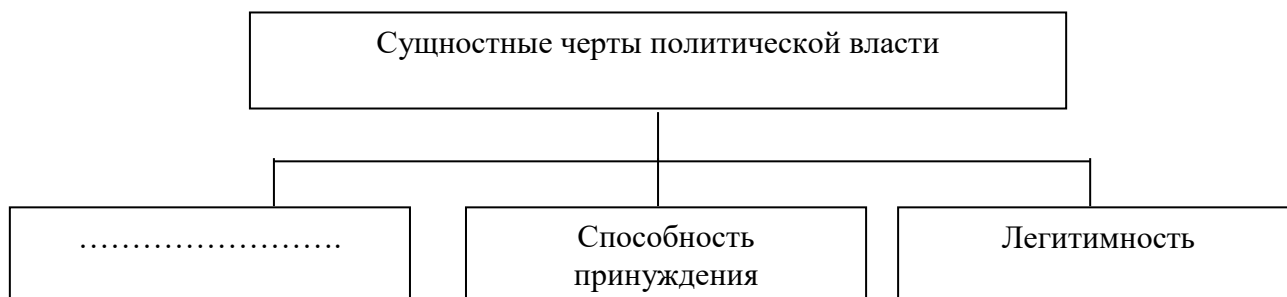 Сущностные черты политической власти
…………………….
Способность
принуждения
Легитимность